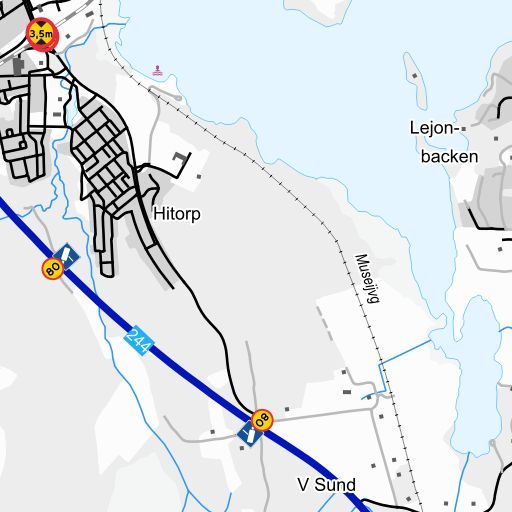 3,5m
Lejon-
backen
Hitorp
Museijvg
80
244
80
V Sund